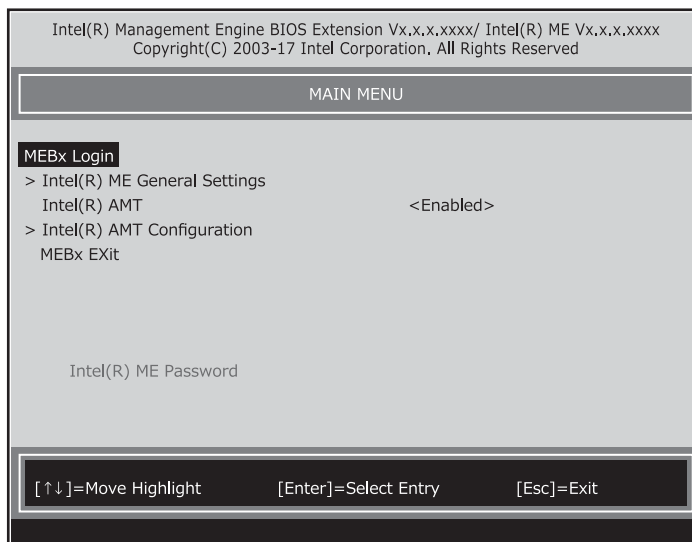 Intel(R) Management Engine BIOS Extension Vx.x.x.xxxx/ Intel(R) ME Vx.x.x.xxxx
Copyright(C) 2003-17 Intel Corporation. All Rights Reserved
MAIN MENU
MEBx Login
> Intel(R) ME General Settings
Intel(R) AMT <Enabled>
> Intel(R) AMT Configuration
MEBx EXit
Intel(R) ME Password
[↑↓]=Move Highlight [Enter]=Select Entry [Esc]=Exit